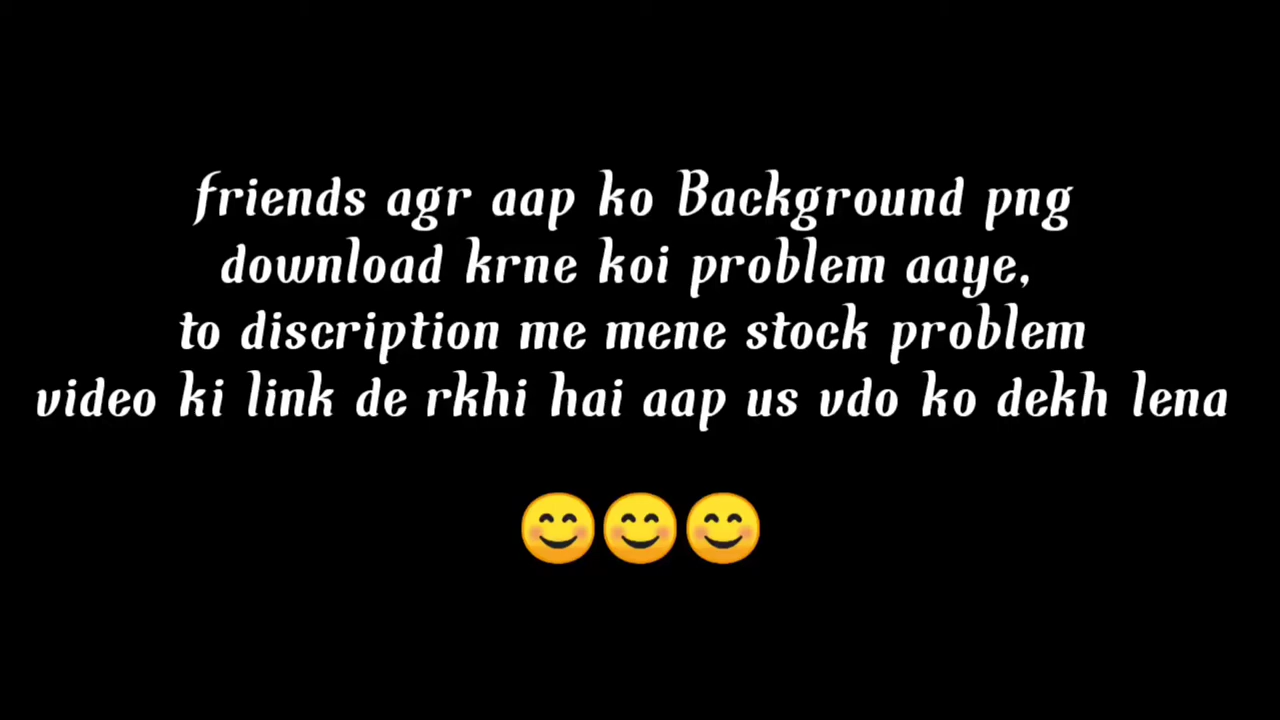 friends agr aap ko Background png
download krne koi problem aaye,
to discription me mene stock problem
video ki link de rkhi hai aap us vdo ko dekh lena
😊😊😊